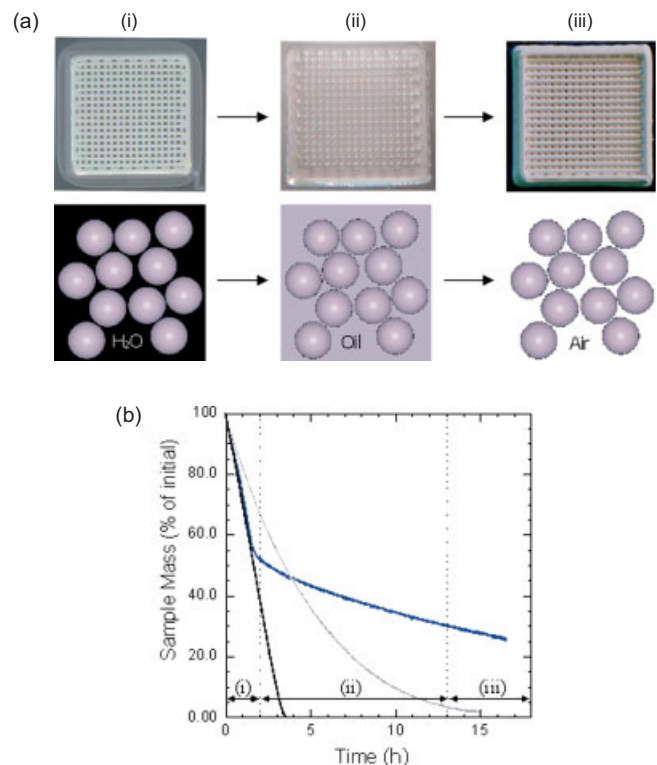 (a) (i) (ii) (iii)
H₂O Oil Air
(b)
100
80.0
60.0
40.0
20.0
0.00
Sample Mass (% of initial)
(i) (ii) (iii)
0 5 10 15
Time (h)